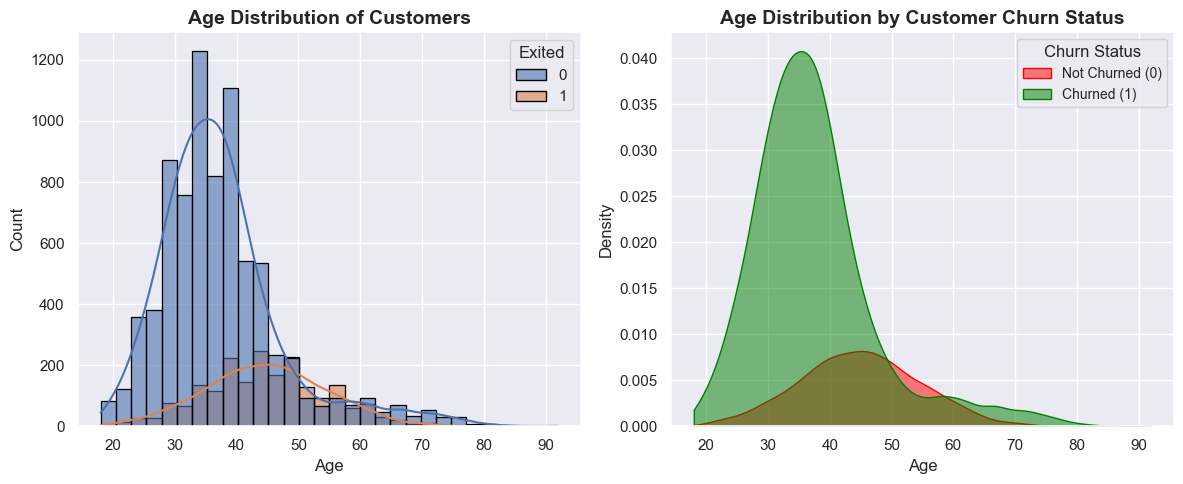 Age Distribution of Customers
Exited
0
1
1200
1000
800
600
400
200
0
Count
20 30 40 50 60 70 80 90
Age
Age Distribution by Customer Churn Status
Churn Status
Not Churned (0)
Churned (1)
0.040
0.035
0.030
0.025
0.020
0.015
0.010
0.005
0.000
Density
20 30 40 50 60 70 80 90
Age